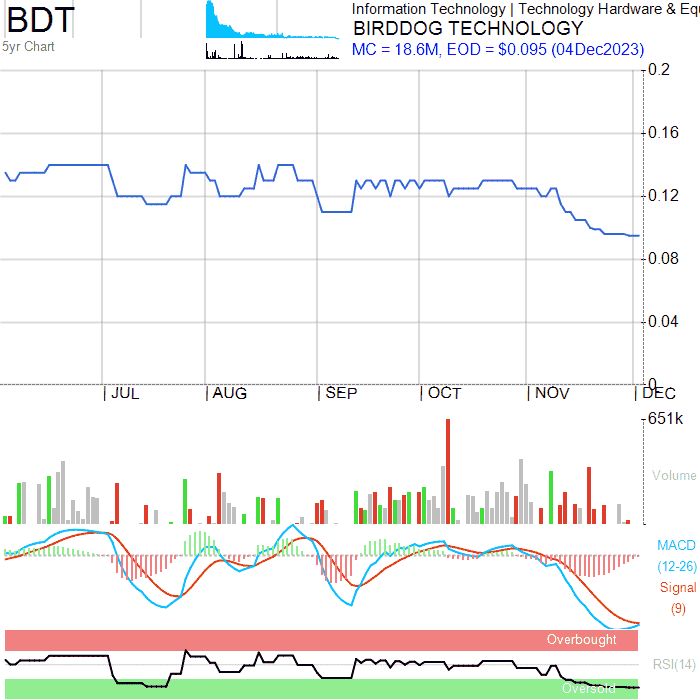 BDT
5yr Chart
Information Technology | Technology Hardware & Equ
BIRDDOG TECHNOLOGY
MC = 18.6M, EOD = $0.095 (04Dec2023)
0.2
0.16
0.12
0.08
0.04
0
| JUL | AUG | SEP | OCT | NOV | DEC
651k
Volume
MACD
(12-26)
Signal
(9)
Overbought
RSI(14)
Oversold